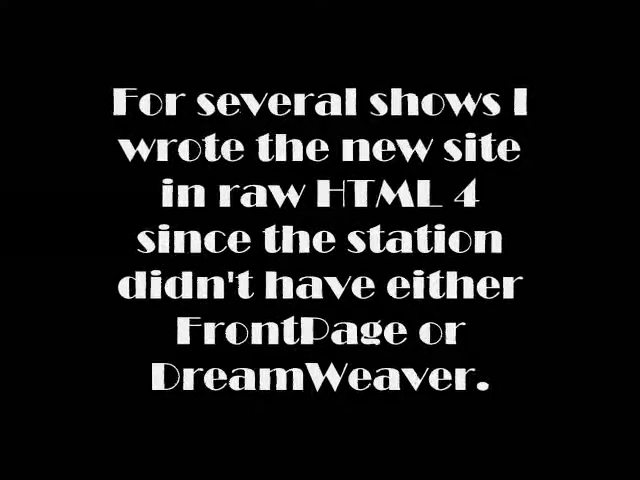 For several shows I
wrote the new site
in raw HTML 4
since the station
didn't have either
FrontPage or
DreamWeaver.